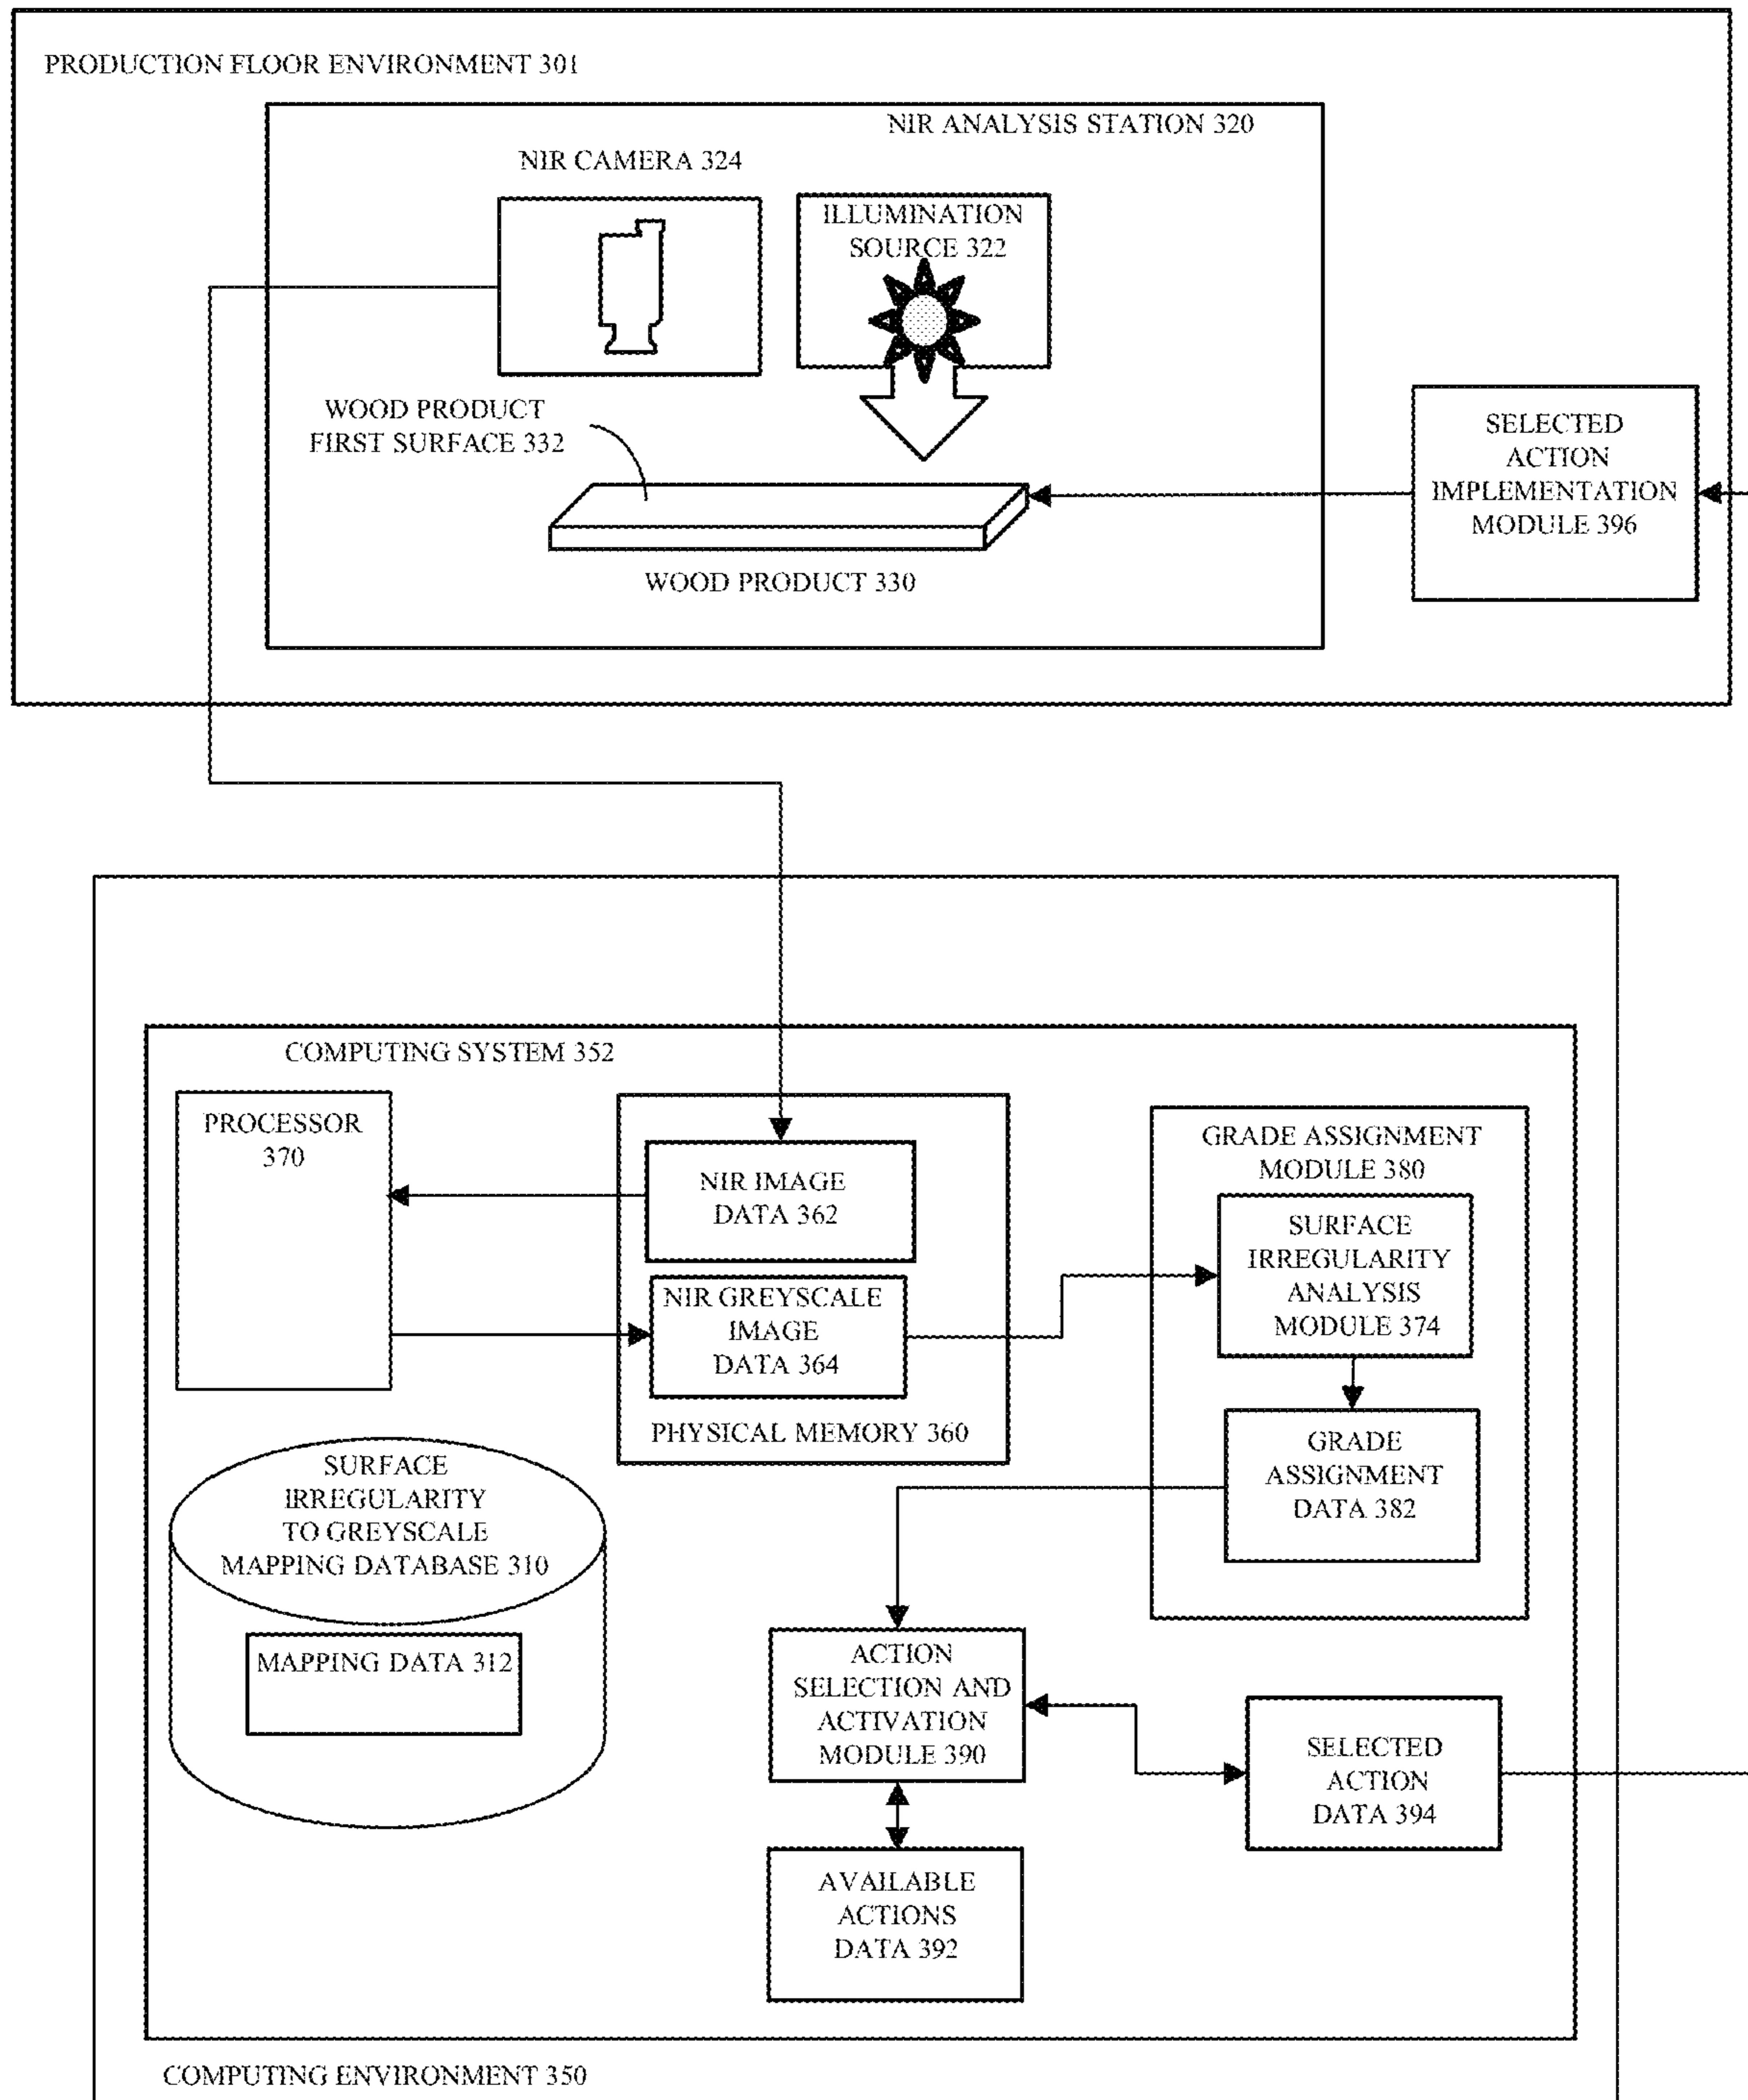 PRODUCTION FLOOR ENVIRONMENT 301
NIR ANALYSIS STATION 320
NIR CAMERA 324
ILLUMINATION
SOURCE 322
WOOD PRODUCT
FIRST SURFACE 332
WOOD PRODUCT 330
SELECTED
ACTION
IMPLEMENTATION
MODULE 396
COMPUTING SYSTEM 352
PROCESSOR
370
NIR IMAGE
DATA 362
NIR GREYSCALE
IMAGE
DATA 364
PHYSICAL MEMORY 360
GRADE ASSIGNMENT
MODULE 380
SURFACE
IRREGULARITY
ANALYSIS
MODULE 374
GRADE
ASSIGNMENT
DATA 382
SURFACE
IRREGULARITY
TO GREYSCALE
MAPPING DATABASE 310
MAPPING DATA 312
ACTION
SELECTION AND
ACTIVATION
MODULE 390
SELECTED
ACTION
DATA 394
AVAILABLE
ACTIONS
DATA 392
COMPUTING ENVIRONMENT 350